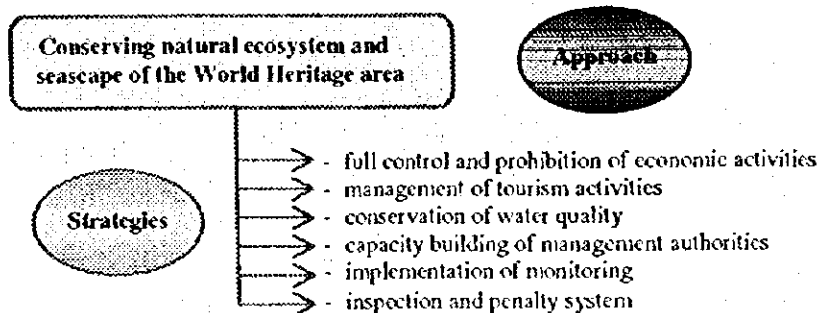 Conserving natural ecosystem and
seascape of the World Heritage area
Approach
Strategies
- full control and prohibition of economic activities
- management of tourism activities
- conservation of water quality
- capacity building of management authorities
- implementation of monitoring
- inspection and penalty system